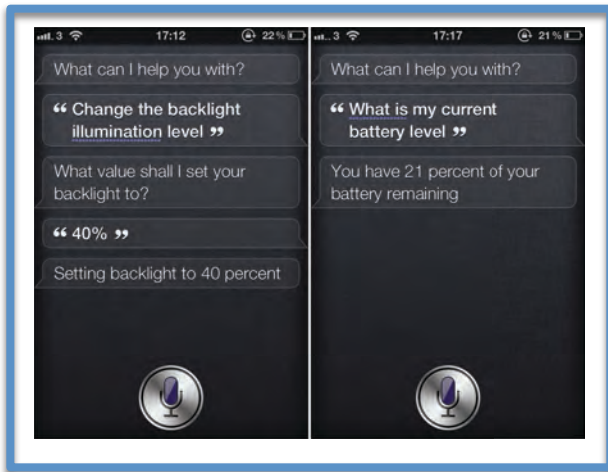 .ııl. 3 17:12 22%
What can I help you with?
“ Change the backlight
illumination level ”
What value shall I set your
backlight to?
“ 40% ”
Setting backlight to 40 percent
.ıl.. 3 17:17 21%
What can I help you with?
“ What is my current
battery level ”
You have 21 percent of your
battery remaining